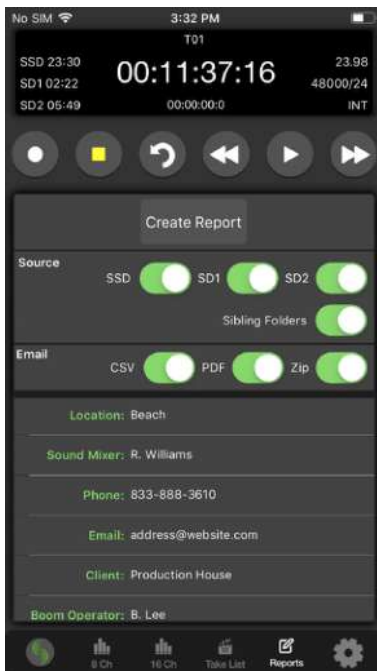 No SIM 3:32 PM
T01
SSD 23:30 23.98
00:11:37:16
SD1 02:22 48000/24
SD2 05:49 00:00:00:0 INT
Create Report
Source
SSD SD1 SD2
Sibling Folders
Email
CSV PDF Zip
Location: Beach
Sound Mixer: R. Williams
Phone: 833-888-3610
Email: address@website.com
Client: Production House
Boom Operator: B. Lee
8 Ch 16 Ch Take List Reports